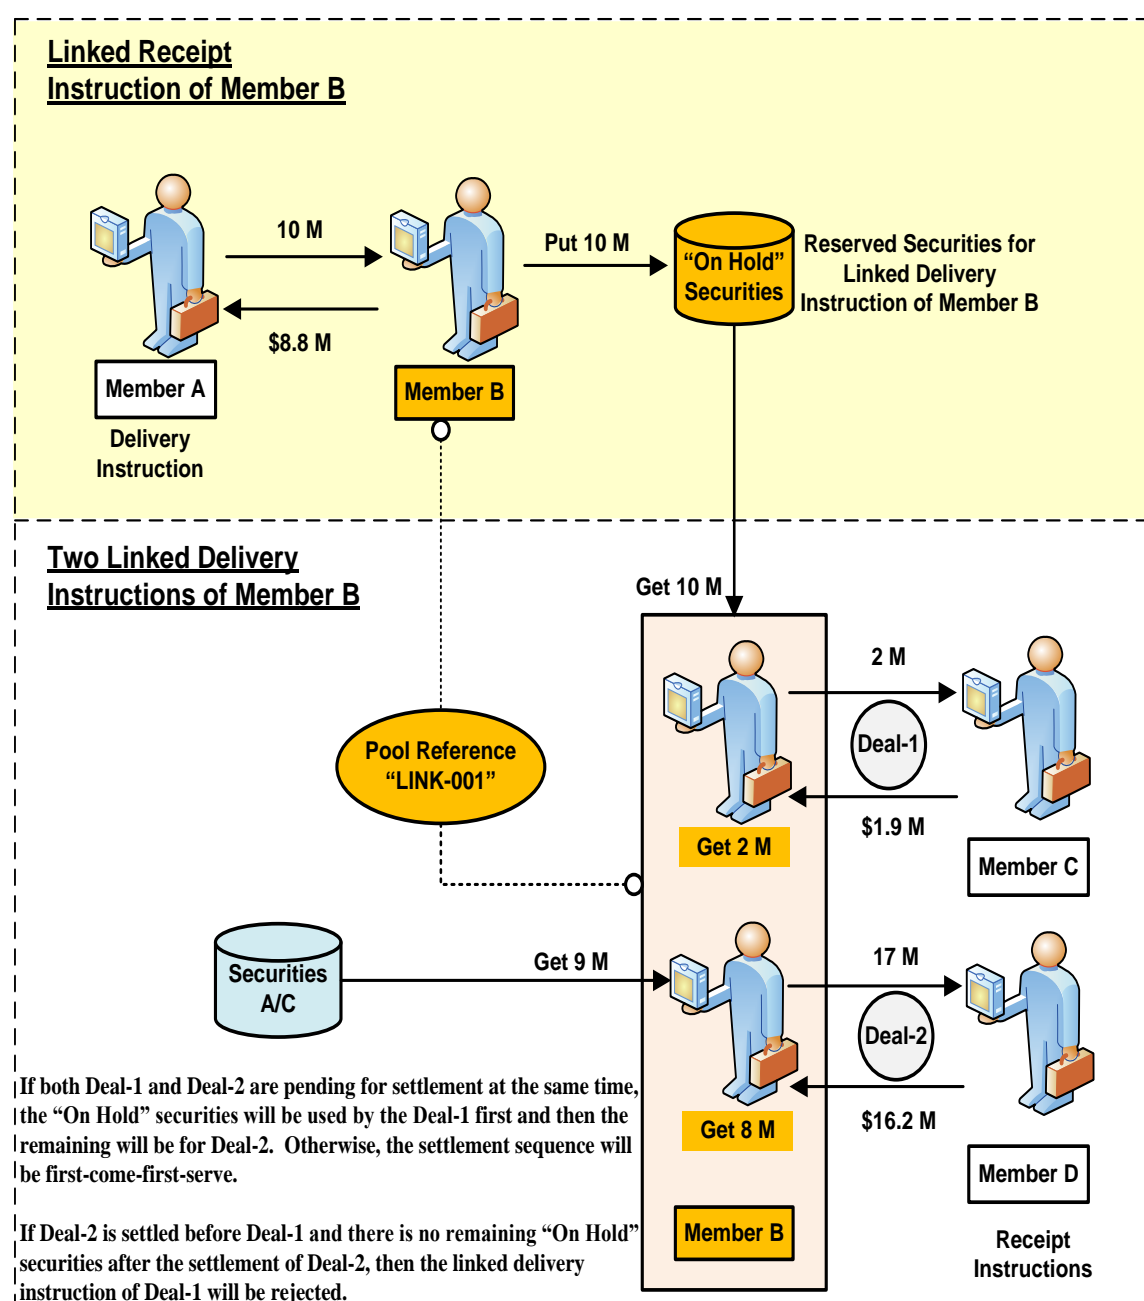 Linked Receipt
Instruction of Member B
10 M
Put 10 M
"On Hold"
Securities
Reserved Securities for
Linked Delivery
Instruction of Member B
$8.8 M
Member A
Member B
Delivery
Instruction
Two Linked Delivery
Instructions of Member B
Get 10 M
2 M
Deal-1
Pool Reference
"LINK-001"
$1.9 M
Get 2 M
Member C
Securities
A/C
Get 9 M
17 M
Deal-2
$16.2 M
Get 8 M
Member D
Member B
Receipt
Instructions
If both Deal-1 and Deal-2 are pending for settlement at the same time,
the “On Hold” securities will be used by the Deal-1 first and then the
remaining will be for Deal-2.  Otherwise, the settlement sequence will
be first-come-first-serve.
If Deal-2 is settled before Deal-1 and there is no remaining “On Hold”
securities after the settlement of Deal-2, then the linked delivery
instruction of Deal-1 will be rejected.